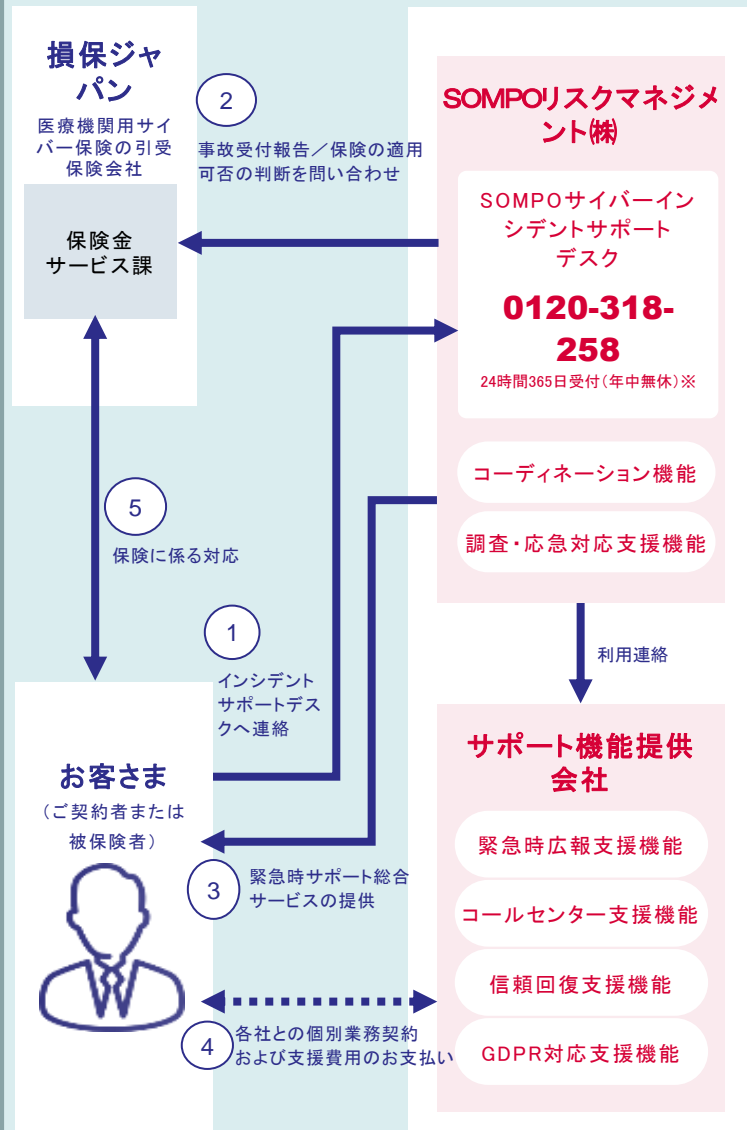 損保ジャ
パン
医療機関用サイ
バー保険の引受
保険会社
保険金
サービス課
2
事故受付報告／保険の適用
可否の判断を問い合わせ
SOMPOリスクマネジメ
ント㈱
SOMPOサイバーイン
シデントサポート
デスク
0120-318-
258
24時間365日受付（年中無休）※
コーディネーション機能
調査・応急対応支援機能
5
保険に係る対応
1
インシデント
サポートデス
クへ連絡
利用連絡
お客さま
（ご契約者または
被保険者）
3
緊急時サポート総合
サービスの提供
4
各社との個別業務契約
および支援費用のお支払い
サポート機能提供
会社
緊急時広報支援機能
コールセンター支援機能
信頼回復支援機能
GDPR対応支援機能